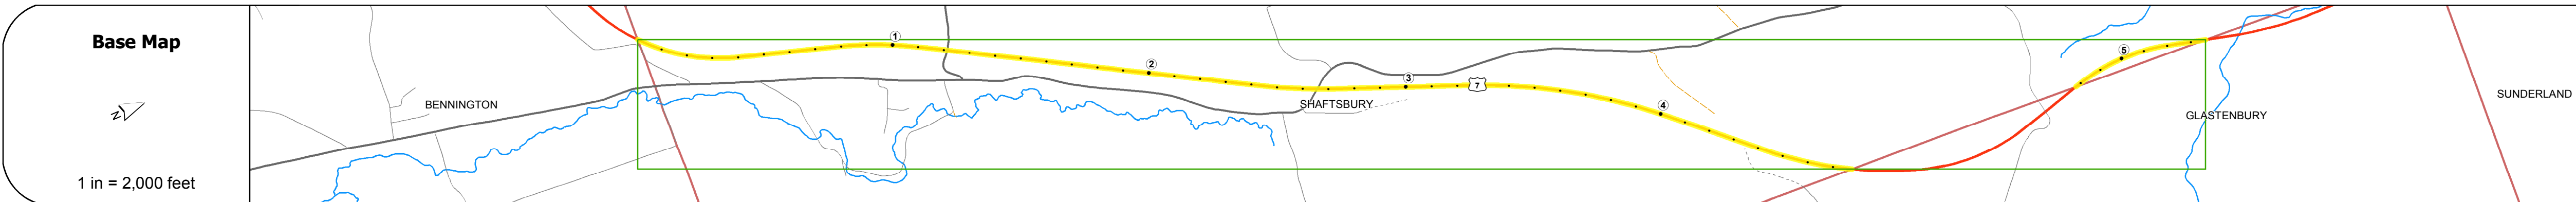 Base Map
N
1 in = 2,000 feet
BENNINGTON
1
2
3
7
SHAFTSBURY
4
5
GLASTENBURY
SUNDERLAND